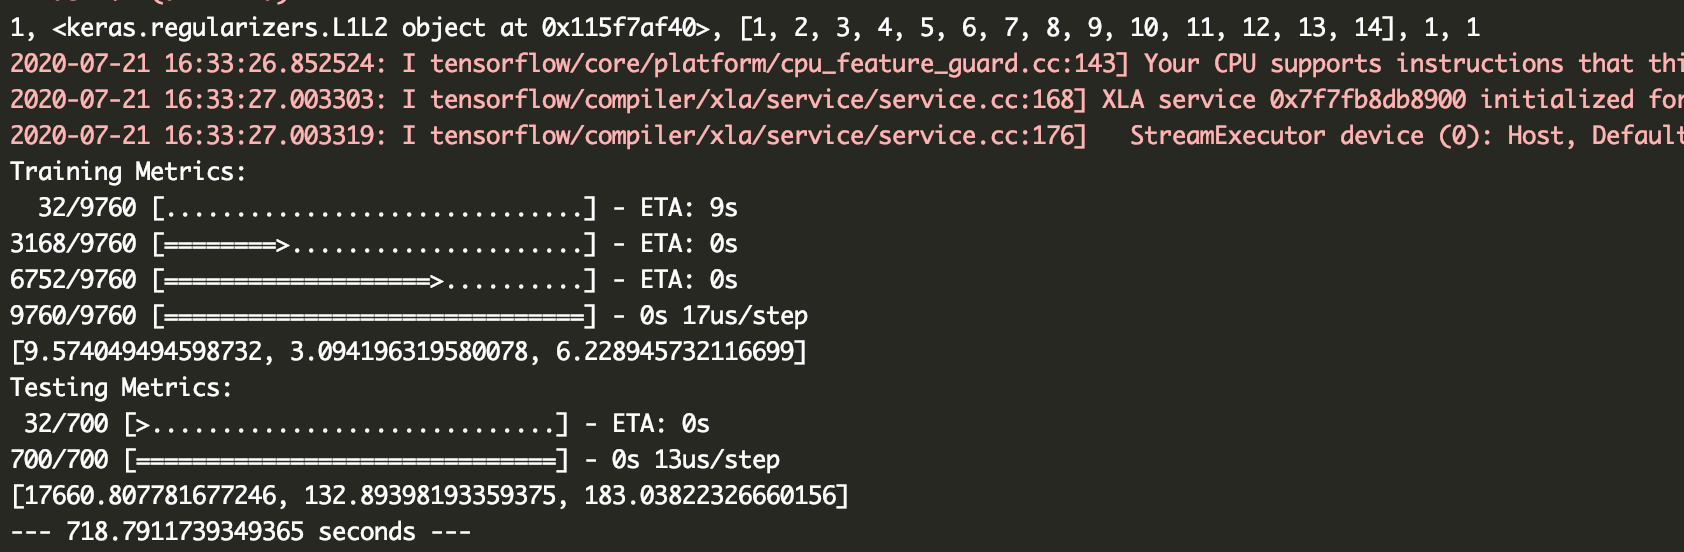 1, <keras.regularizers.L1L2 object at 0x115f7af40>, [1, 2, 3, 4, 5, 6, 7, 8, 9, 10, 11, 12, 13, 14], 1, 1
2020-07-21 16:33:26.852524: I tensorflow/core/platform/cpu_feature_guard.cc:143] Your CPU supports instructions that thi
2020-07-21 16:33:27.003303: I tensorflow/compiler/xla/service/service.cc:168] XLA service 0x7f7fb8db8900 initialized for
2020-07-21 16:33:27.003319: I tensorflow/compiler/xla/service/service.cc:176]   StreamExecutor device (0): Host, Default
Training Metrics:
  32/9760 [..............................] - ETA: 9s
3168/9760 [========>.....................] - ETA: 0s
6752/9760 [===================>..........] - ETA: 0s
9760/9760 [==============================] - 0s 17us/step
[9.574049494598732, 3.094196319580078, 6.228945732116699]
Testing Metrics:
 32/700 [>.............................] - ETA: 0s
700/700 [==============================] - 0s 13us/step
[17660.807781677246, 132.89398193359375, 183.03822326660156]
--- 718.7911739349365 seconds ---